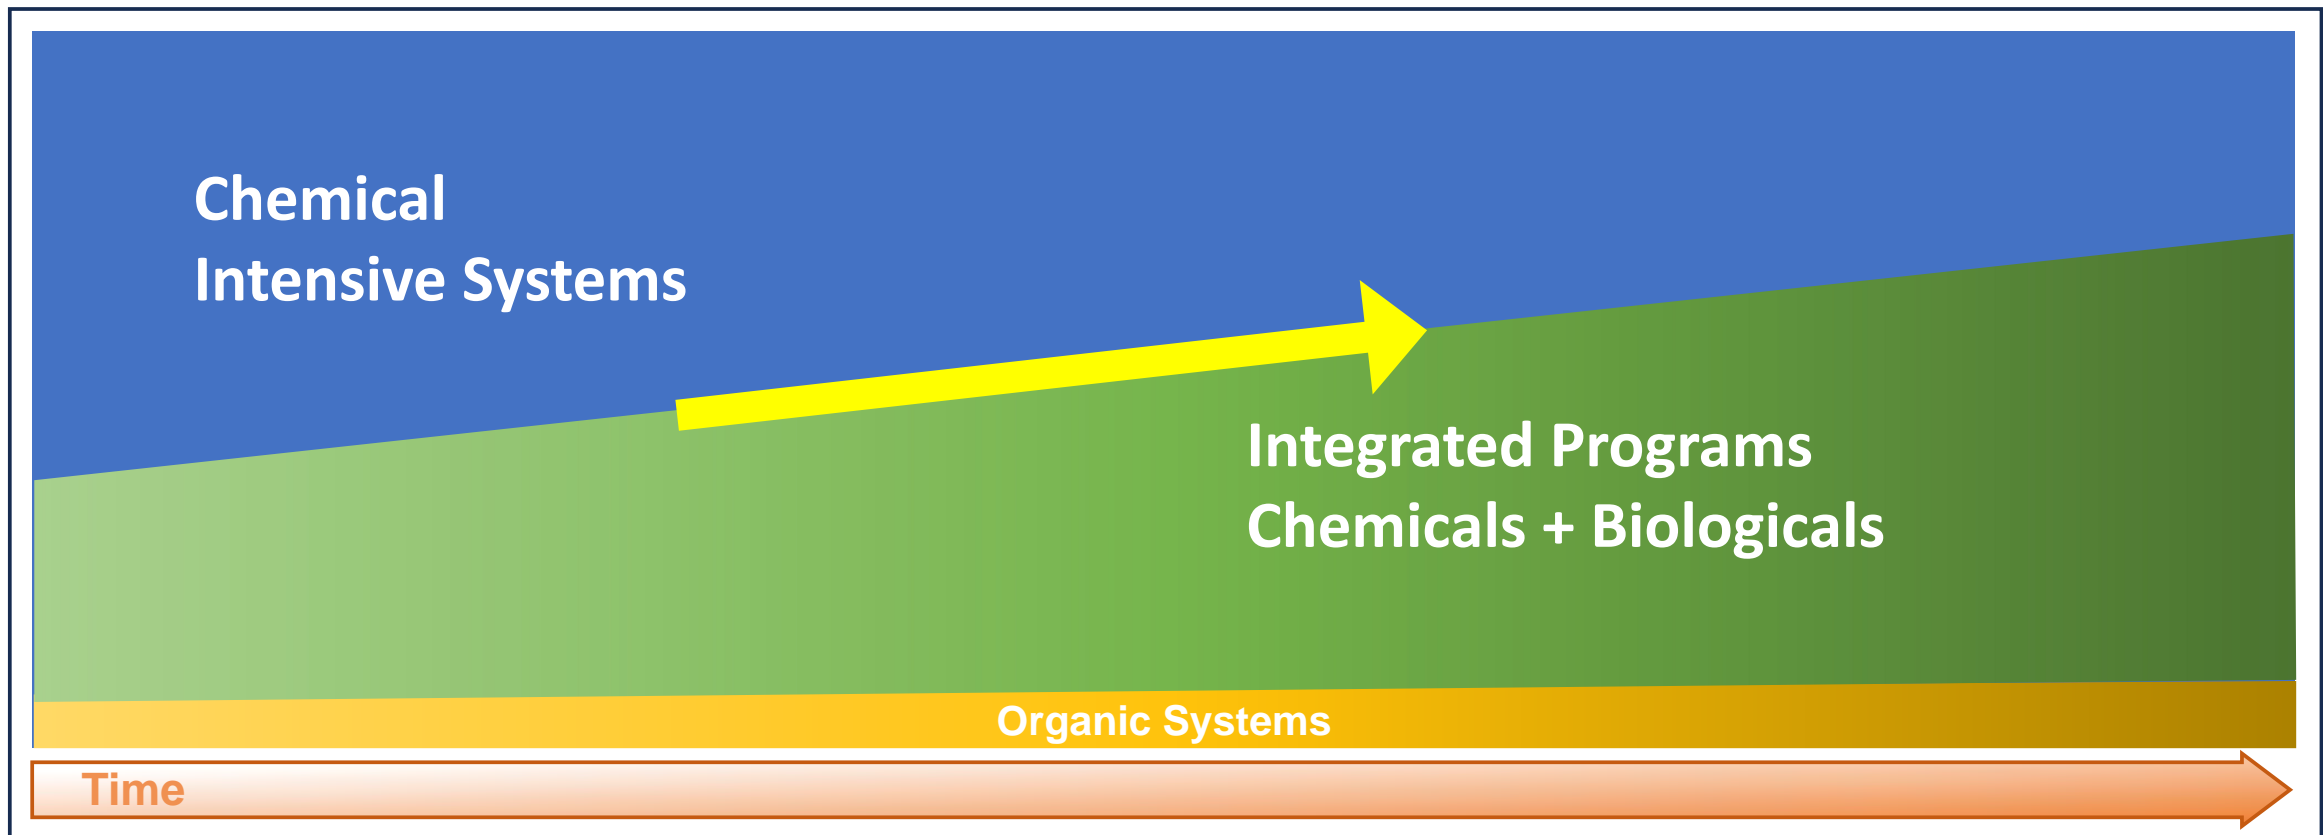 Chemical
Intensive Systems
Integrated Programs
Chemicals + Biologicals
Organic Systems
Time